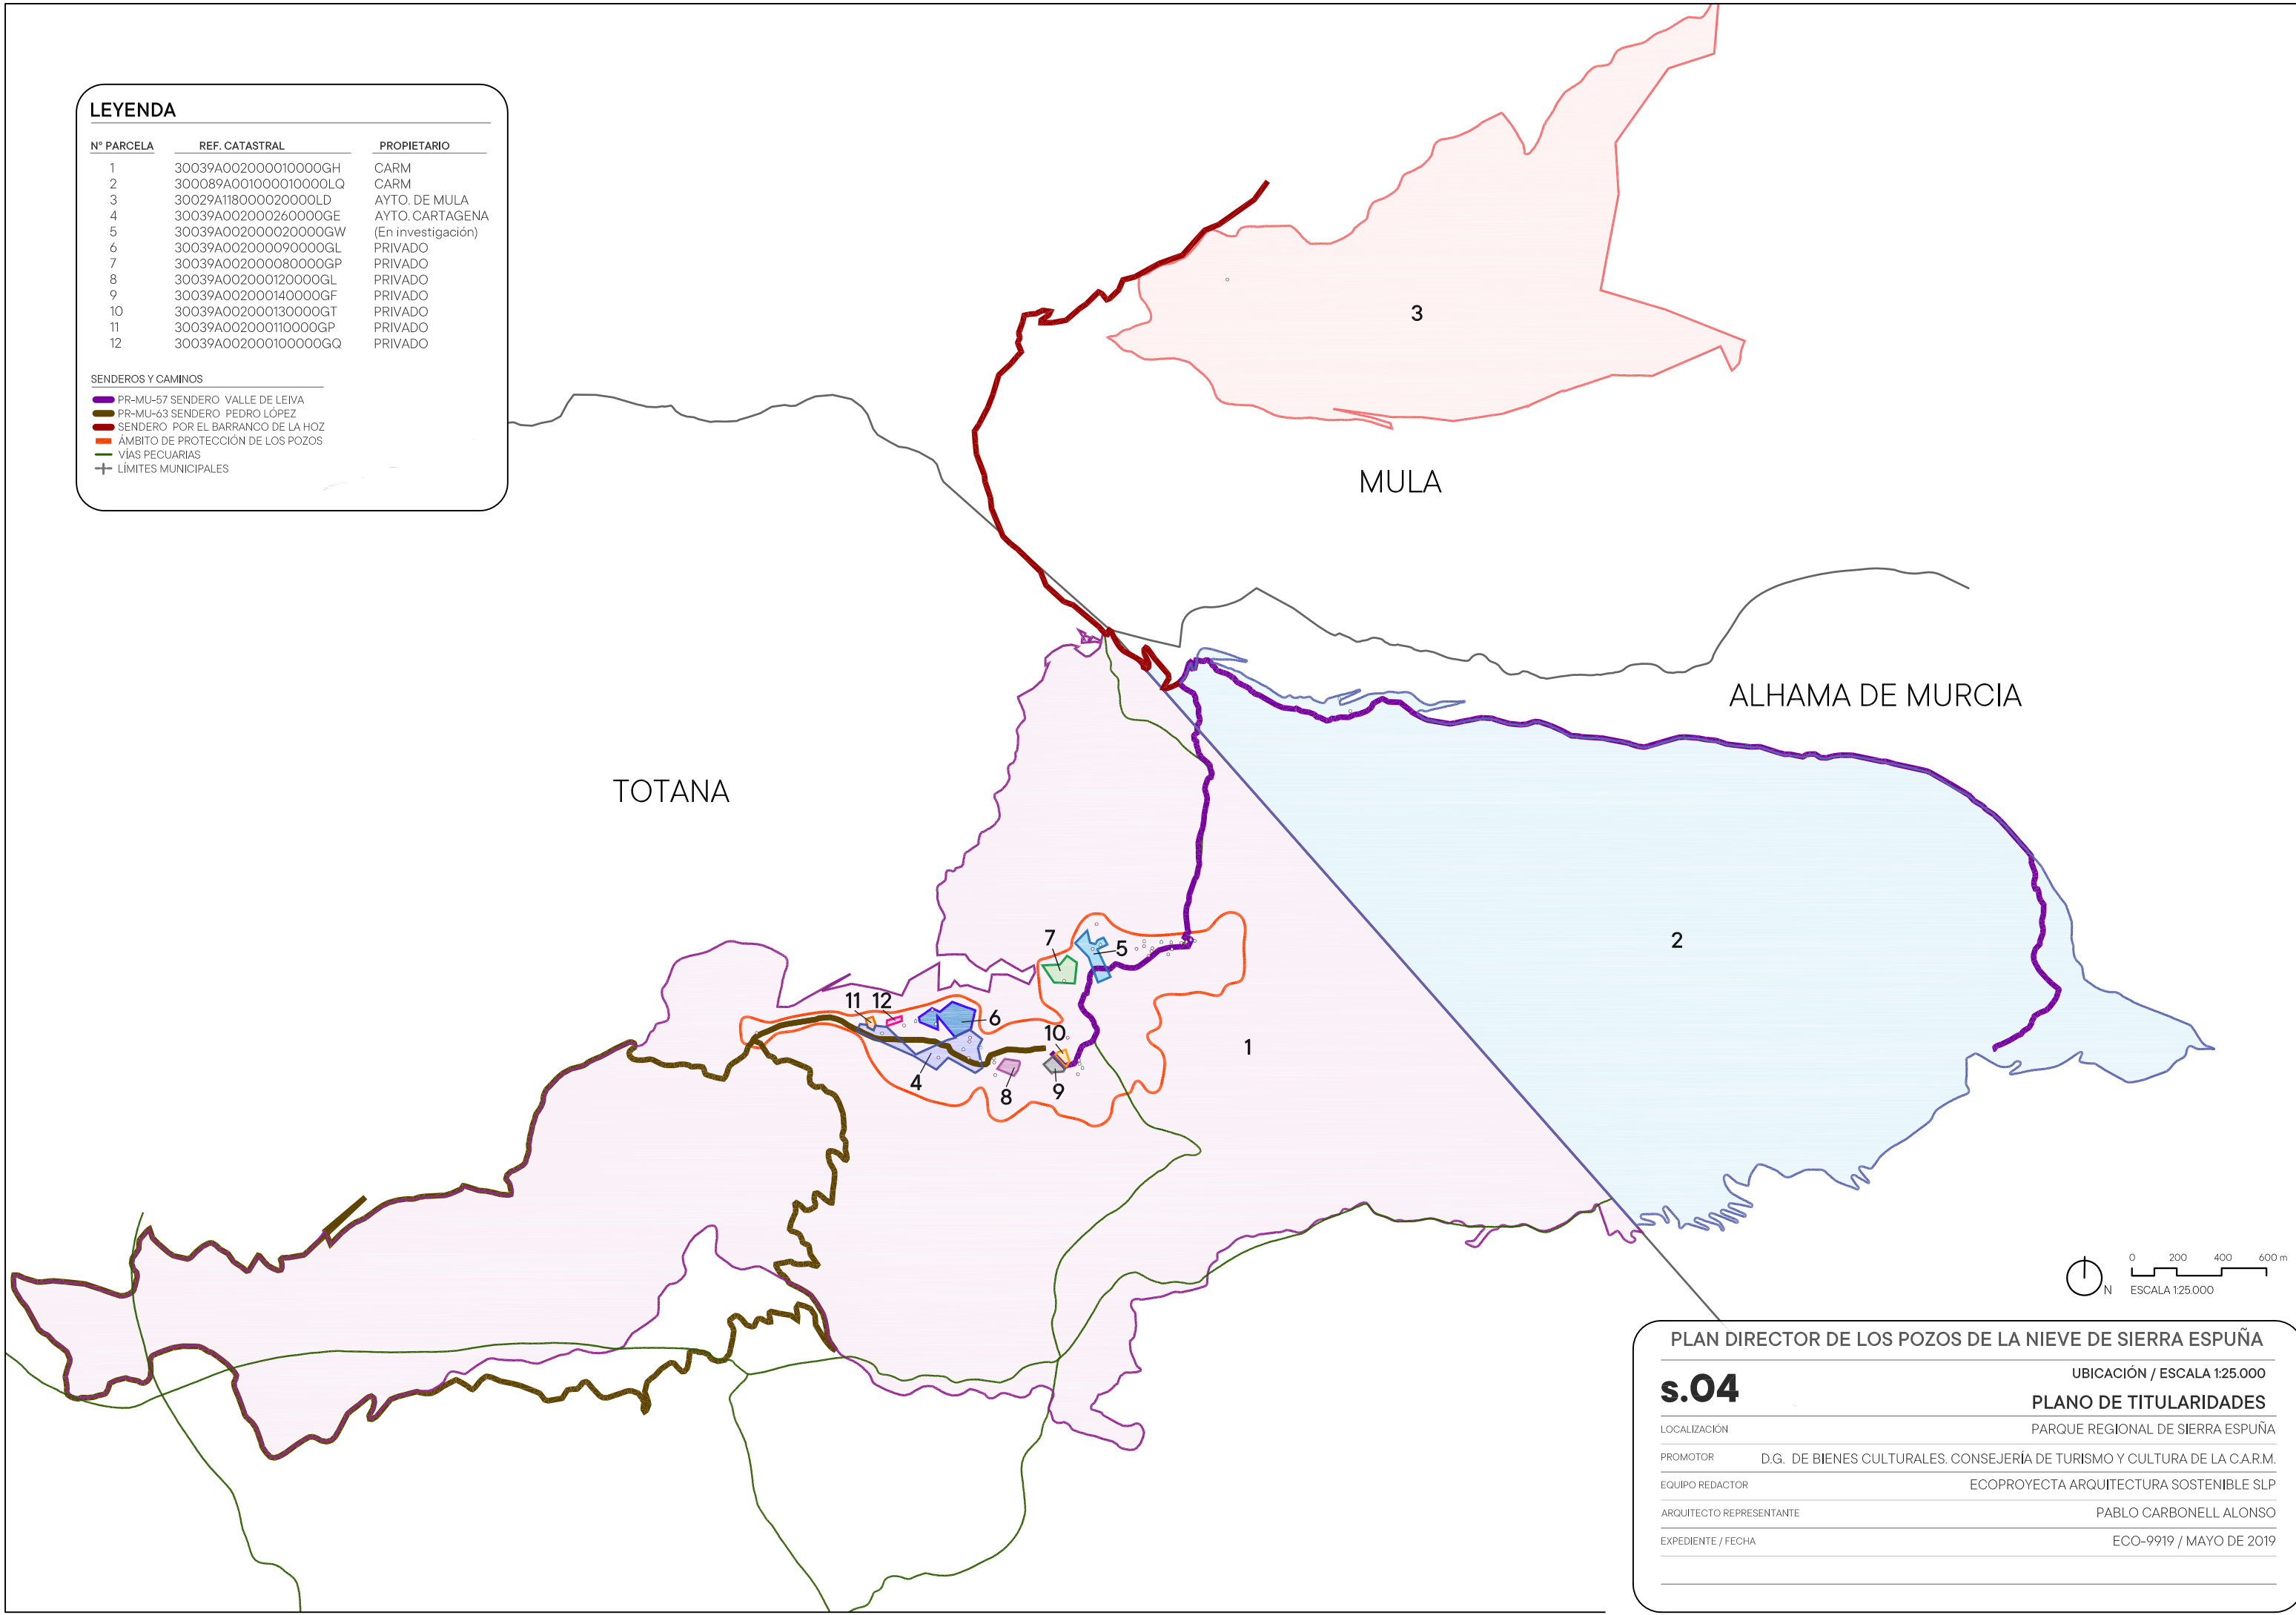 LEYENDA
Nº PARCELA REF. CATASTRAL PROPIETARIO
1 30039A002000010000GH CARM
2 300089A001000010000LQ CARM
3 30029A118000020000LD AYTO. DE MULA
4 30039A002000260000GE AYTO. CARTAGENA
5 30039A002000020000GW (En investigación)
6 30039A002000090000GL PRIVADO
7 30039A002000080000GP PRIVADO
8 30039A002000120000GL PRIVADO
9 30039A002000140000GF PRIVADO
10 30039A002000130000GT PRIVADO
11 30039A002000110000GP PRIVADO
12 30039A002000100000GQ PRIVADO
SENDEROS Y CAMINOS
PR-MU-57 SENDERO VALLE DE LEIVA
PR-MU-63 SENDERO PEDRO LÓPEZ
SENDERO POR EL BARRANCO DE LA HOZ
ÁMBITO DE PROTECCIÓN DE LOS POZOS
VÍAS PECUARIAS
LÍMITES MUNICIPALES
3
MULA
ALHAMA DE MURCIA
TOTANA
2
7
5
11
12
6
10
1
4
8
9
0 200 400 600 m
N
ESCALA 1:25.000
PLAN DIRECTOR DE LOS POZOS DE LA NIEVE DE SIERRA ESPUÑA
s.04
UBICACIÓN / ESCALA 1:25.000
PLANO DE TITULARIDADES
LOCALIZACIÓN PARQUE REGIONAL DE SIERRA ESPUÑA
PROMOTOR D.G. DE BIENES CULTURALES. CONSEJERÍA DE TURISMO Y CULTURA DE LA C.A.R.M.
EQUIPO REDACTOR ECOPROYECTA ARQUITECTURA SOSTENIBLE SLP
ARQUITECTO REPRESENTANTE PABLO CARBONELL ALONSO
EXPEDIENTE / FECHA ECO-9919 / MAYO DE 2019